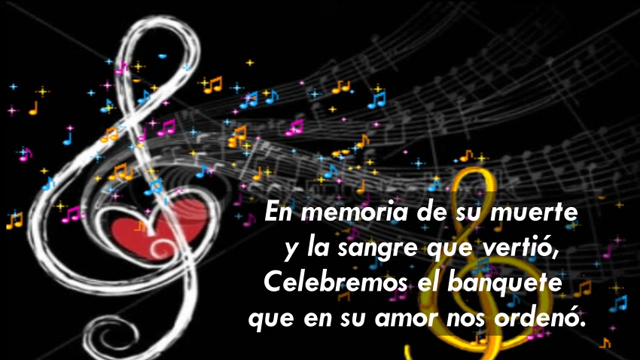 En memoria de su muerte
y la sangre que vertió,
Celebremos el banquete
que en su amor nos ordenó.